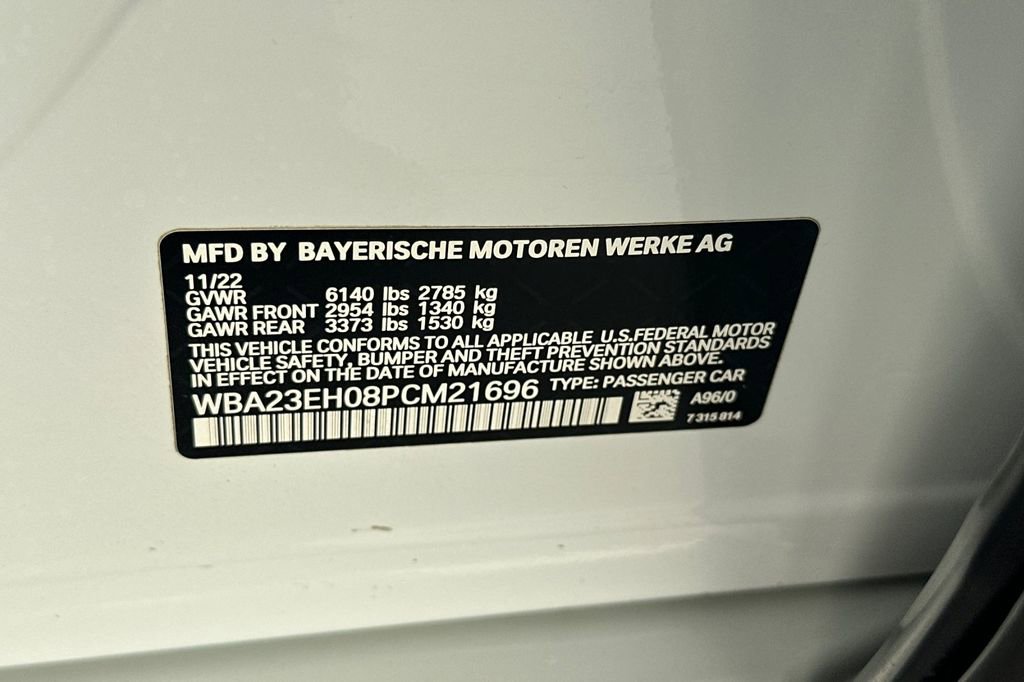 MFD BY BAYERISCHE MOTOREN WERKE AG
11/22
GVWR 6140 lbs 2785 kg
GAWR FRONT 2954 lbs 1340 kg
GAWR REAR 3373 lbs 1530 kg
THIS VEHICLE CONFORMS TO ALL APPLICABLE U.S.FEDERAL MOTOR
VEHICLE SAFETY, BUMPER AND THEFT PREVENTION STANDARDS
IN EFFECT ON THE DATE OF MANUFACTURE SHOWN ABOVE.
WBA23EH08PCM21696 TYPE: PASSENGER CAR
A96/0
7 315 814